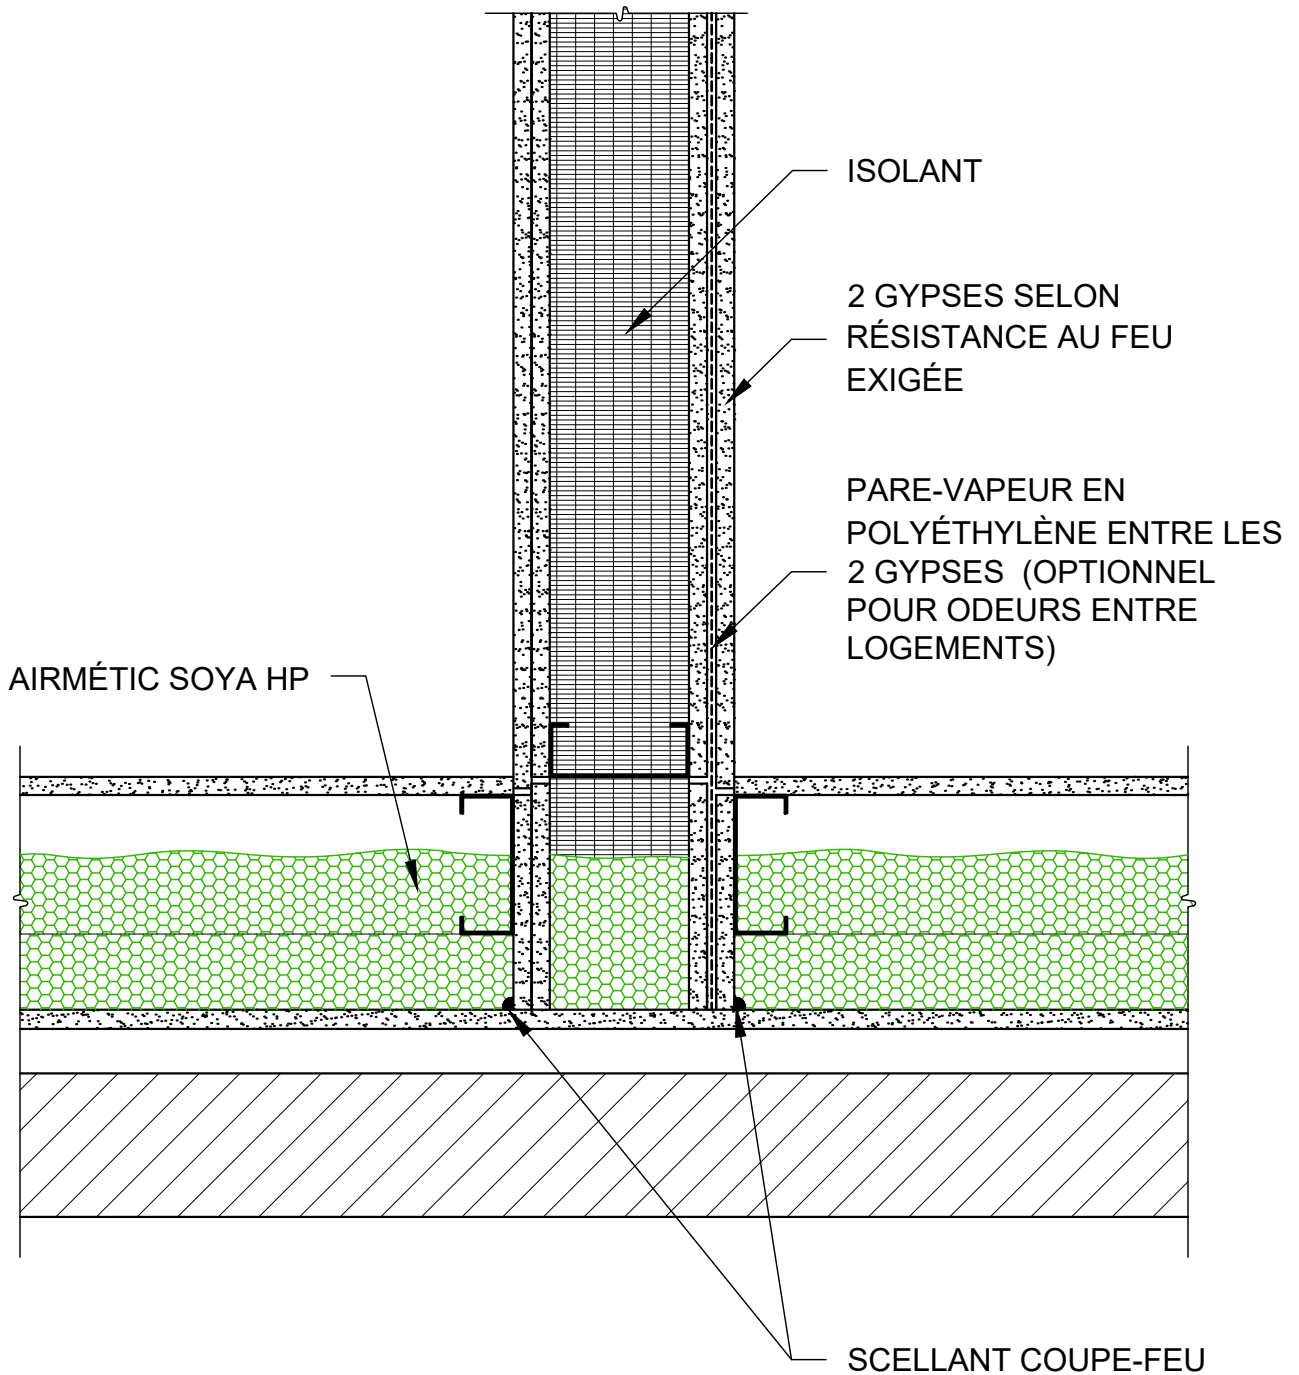 ISOLANT
2 GYPSES SELON
RÉSISTANCE AU FEU
EXIGÉE
PARE-VAPEUR EN
POLYÉTHYLÈNE ENTRE LES
2 GYPSES (OPTIONNEL
POUR ODEURS ENTRE
LOGEMENTS)
AIRMÉTIC SOYA HP
SCELLANT COUPE-FEU